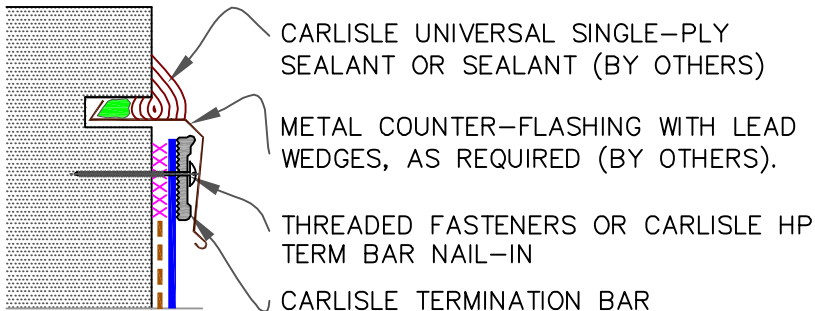 CARLISLE UNIVERSAL SINGLE-PLY
SEALANT OR SEALANT (BY OTHERS)
METAL COUNTER-FLASHING WITH LEAD
WEDGES, AS REQUIRED (BY OTHERS).
THREADED FASTENERS OR CARLISLE HP
TERM BAR NAIL-IN
CARLISLE TERMINATION BAR